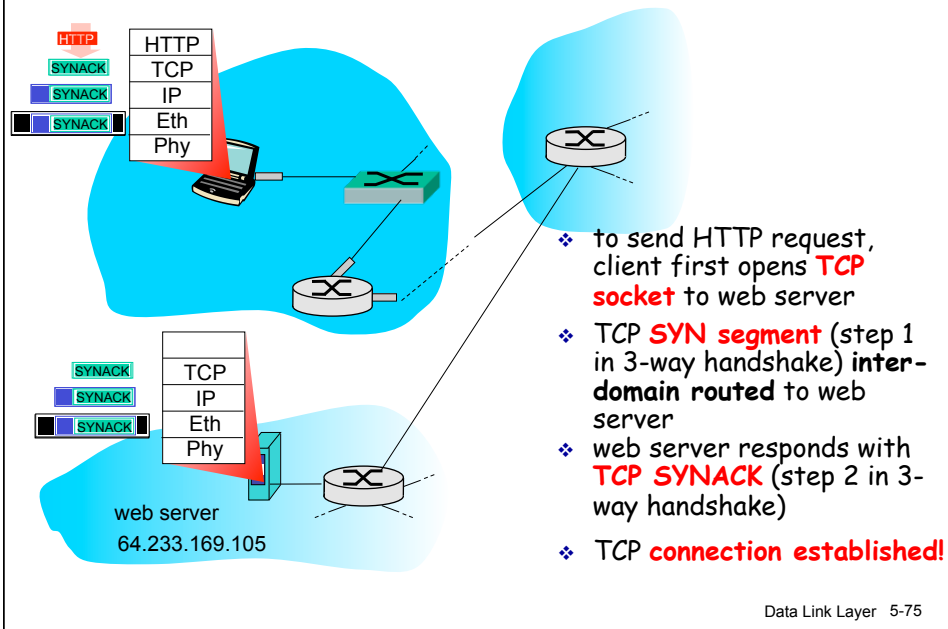 HTTP
SYNACK
SYNACK
SYNACK
HTTP
TCP
IP
Eth
Phy
SYNACK
SYNACK
SYNACK
TCP
IP
Eth
Phy
web server
64.233.169.105
❖ to send HTTP request,
client first opens TCP
socket to web server
❖ TCP SYN segment (step 1
in 3-way handshake) inter-
domain routed to web
server
❖ web server responds with
TCP SYNACK (step 2 in 3-
way handshake)
❖ TCP connection established!
Data Link Layer 5-75